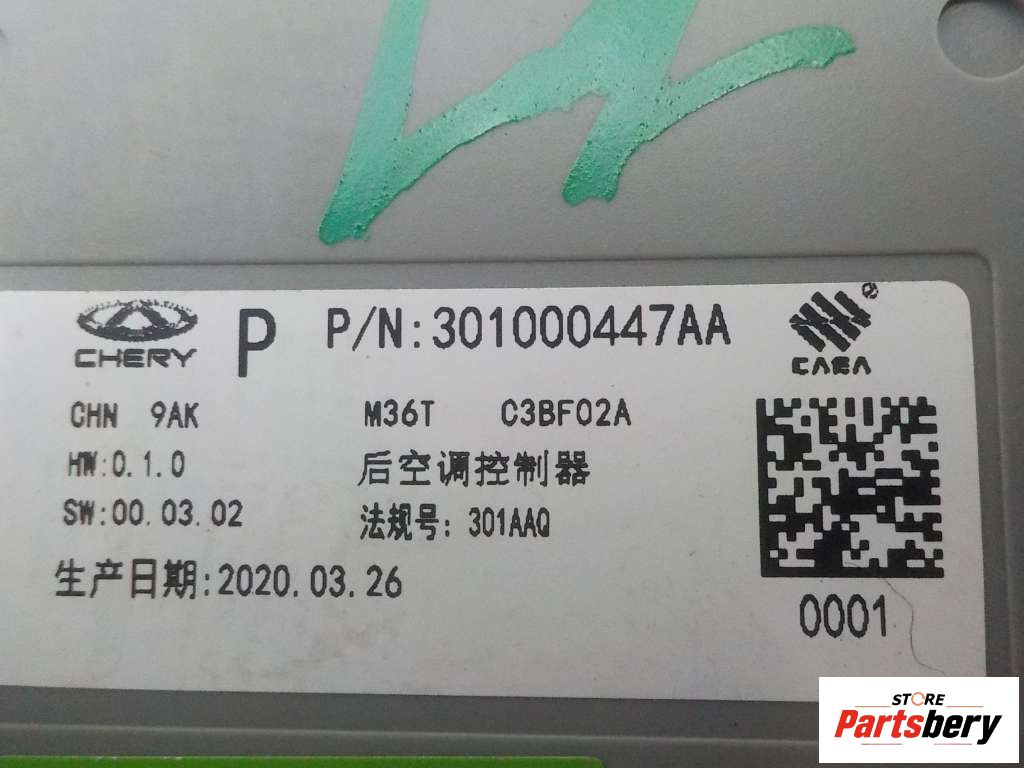 CHERY P P/N:301000447AA
CAEA
CHN 9AK M36T C3BF02A
HW:0.1.0 后空调控制器
SW:00.03.02 法规号: 301AAQ
生产日期:2020.03.26
0001
STORE
Partsbery